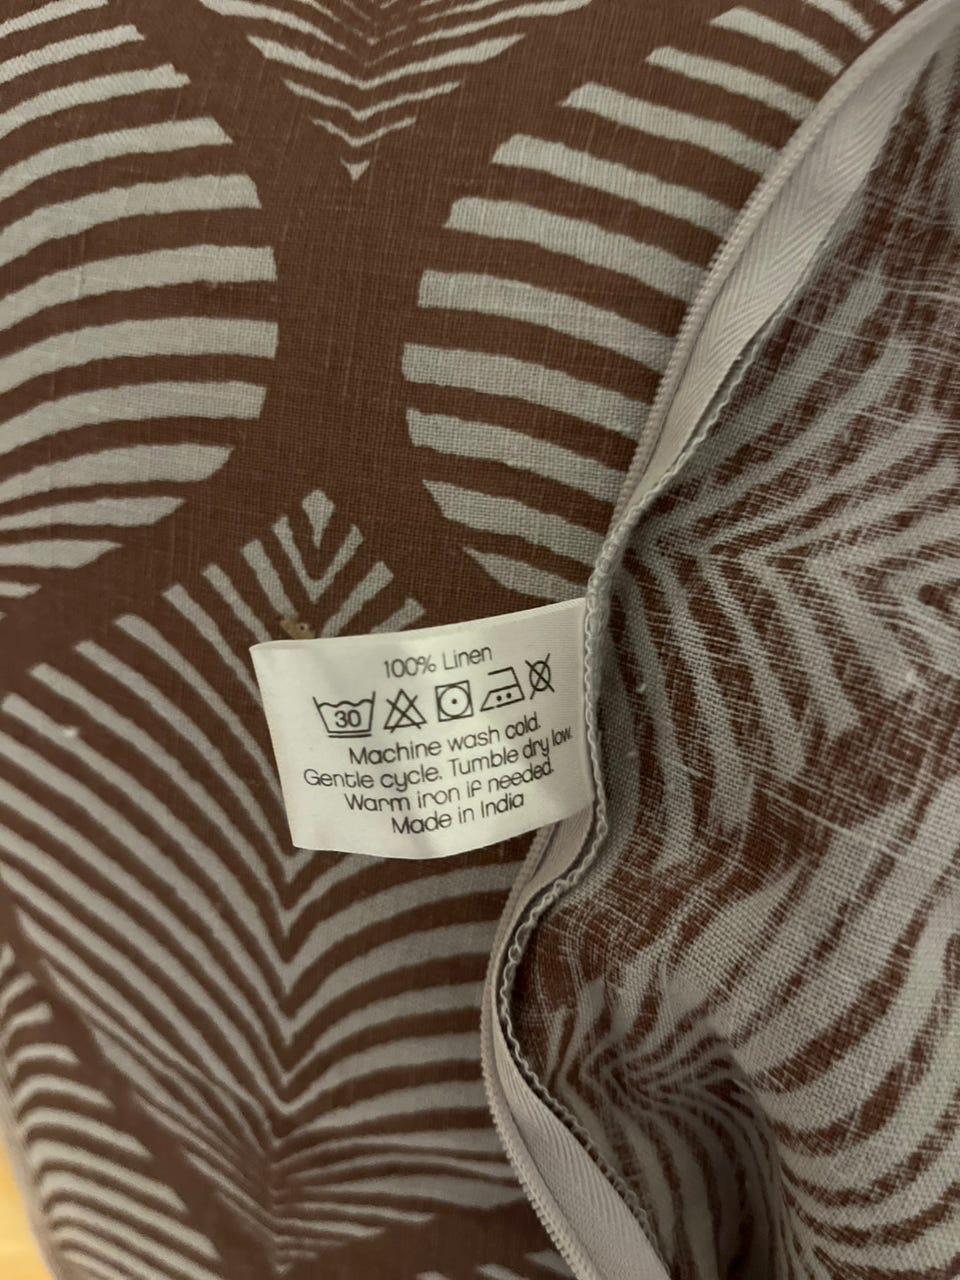 100% Linen
30
Machine wash cold.
Gentle cycle. Tumble dry low.
Warm iron if needed.
Made in India